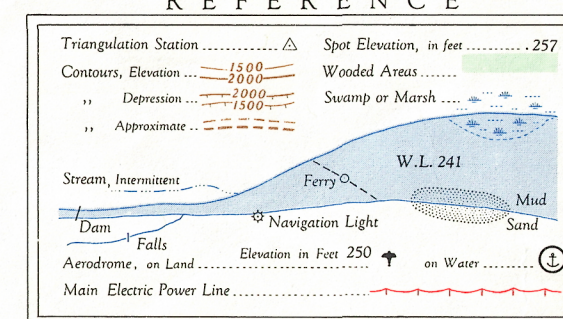 REFERENCE
Triangulation Station
Spot Elevation, in feet .257
Contours, Elevation 1500
2000
Wooded Areas
,, Depression 2000
1500
Swamp or Marsh
,, Approximate
W.L. 241
Stream, Intermittent
Ferry
Mud
Sand
Dam
Navigation Light
Falls
Elevation in Feet 250
Aerodrome, on Land
on Water
Main Electric Power Line